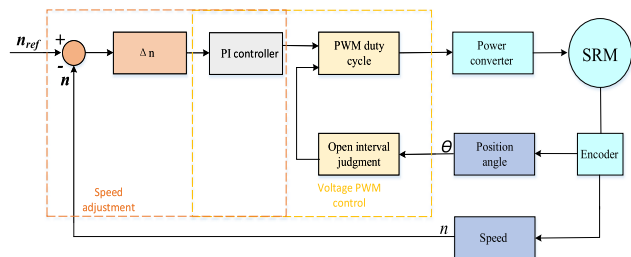 n_ref
+
-
n
Δ n
PI controller
PWM duty
cycle
Power
converter
SRM
Open interval
judgment
θ
Position
angle
Encoder
Speed
adjustment
Voltage PWM
control
n
Speed